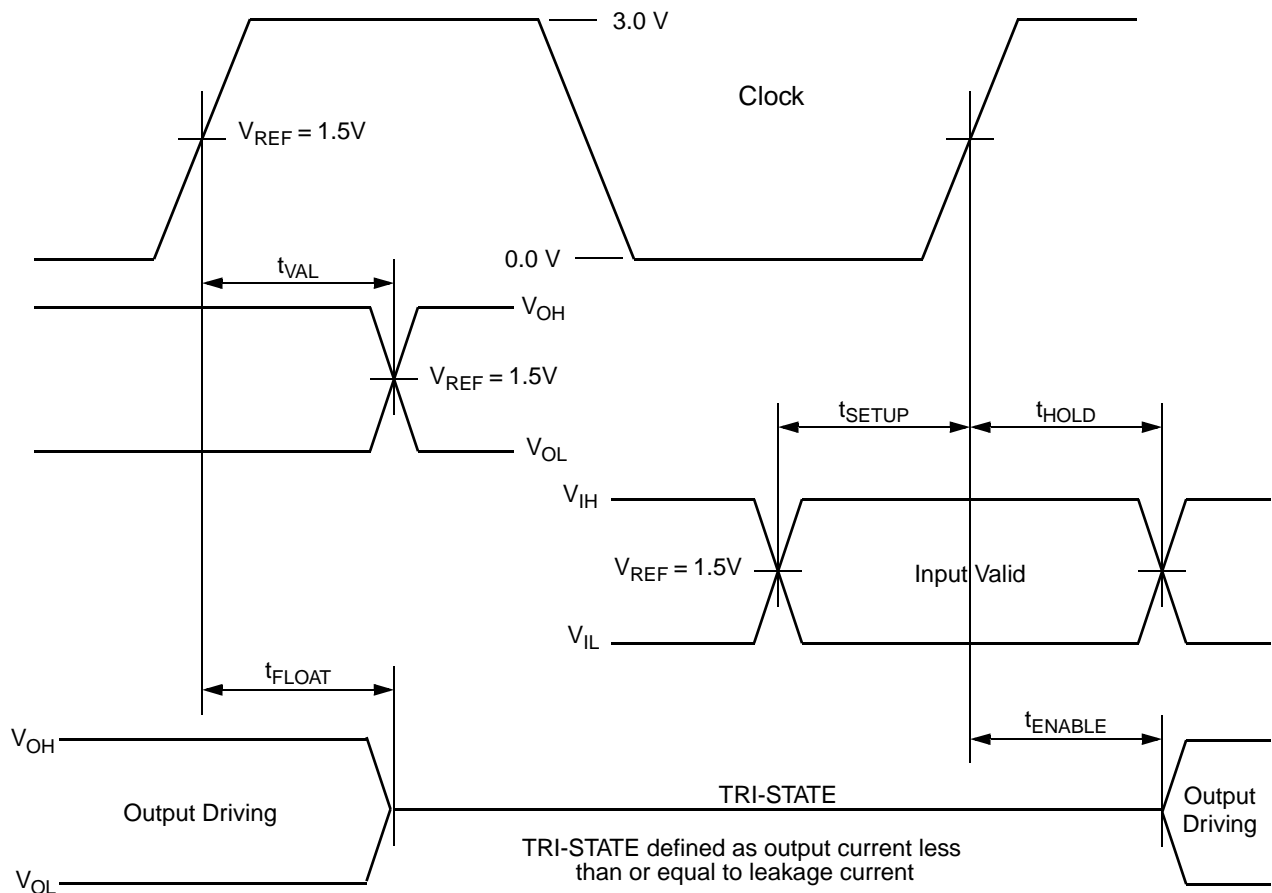 3.0 V
Clock
V_REF = 1.5V
0.0 V
t_VAL
V_OH
V_REF = 1.5V
V_OL
t_SETUP
t_HOLD
V_IH
V_REF = 1.5V
Input Valid
V_IL
t_FLOAT
t_ENABLE
V_OH
Output Driving
TRI-STATE
Output
Driving
TRI-STATE defined as output current less
than or equal to leakage current
V_OL